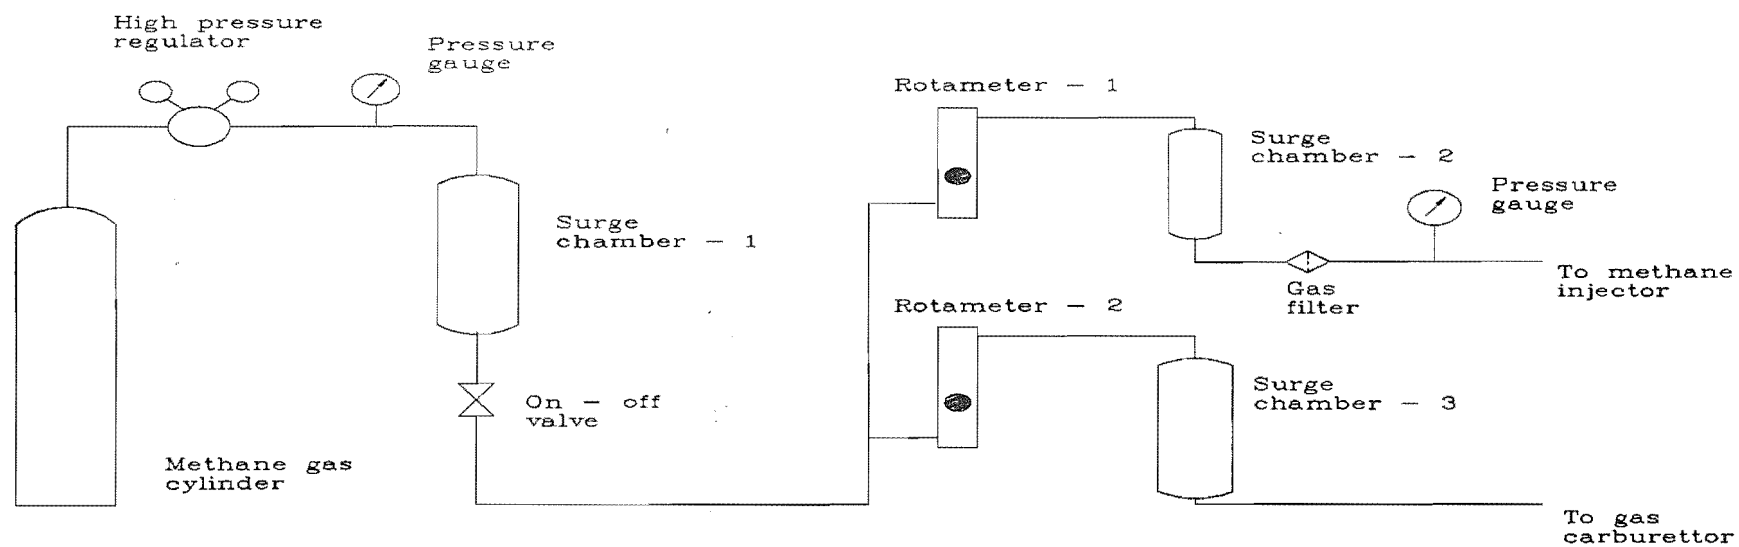 High pressure
regulator
Pressure
gauge
Rotameter - 1
Surge
chamber - 2
Pressure
gauge
Surge
chamber - 1
To methane
injector
Gas
filter
Rotameter - 2
Surge
chamber - 3
On - off
valve
Methane gas
cylinder
To gas
carburettor